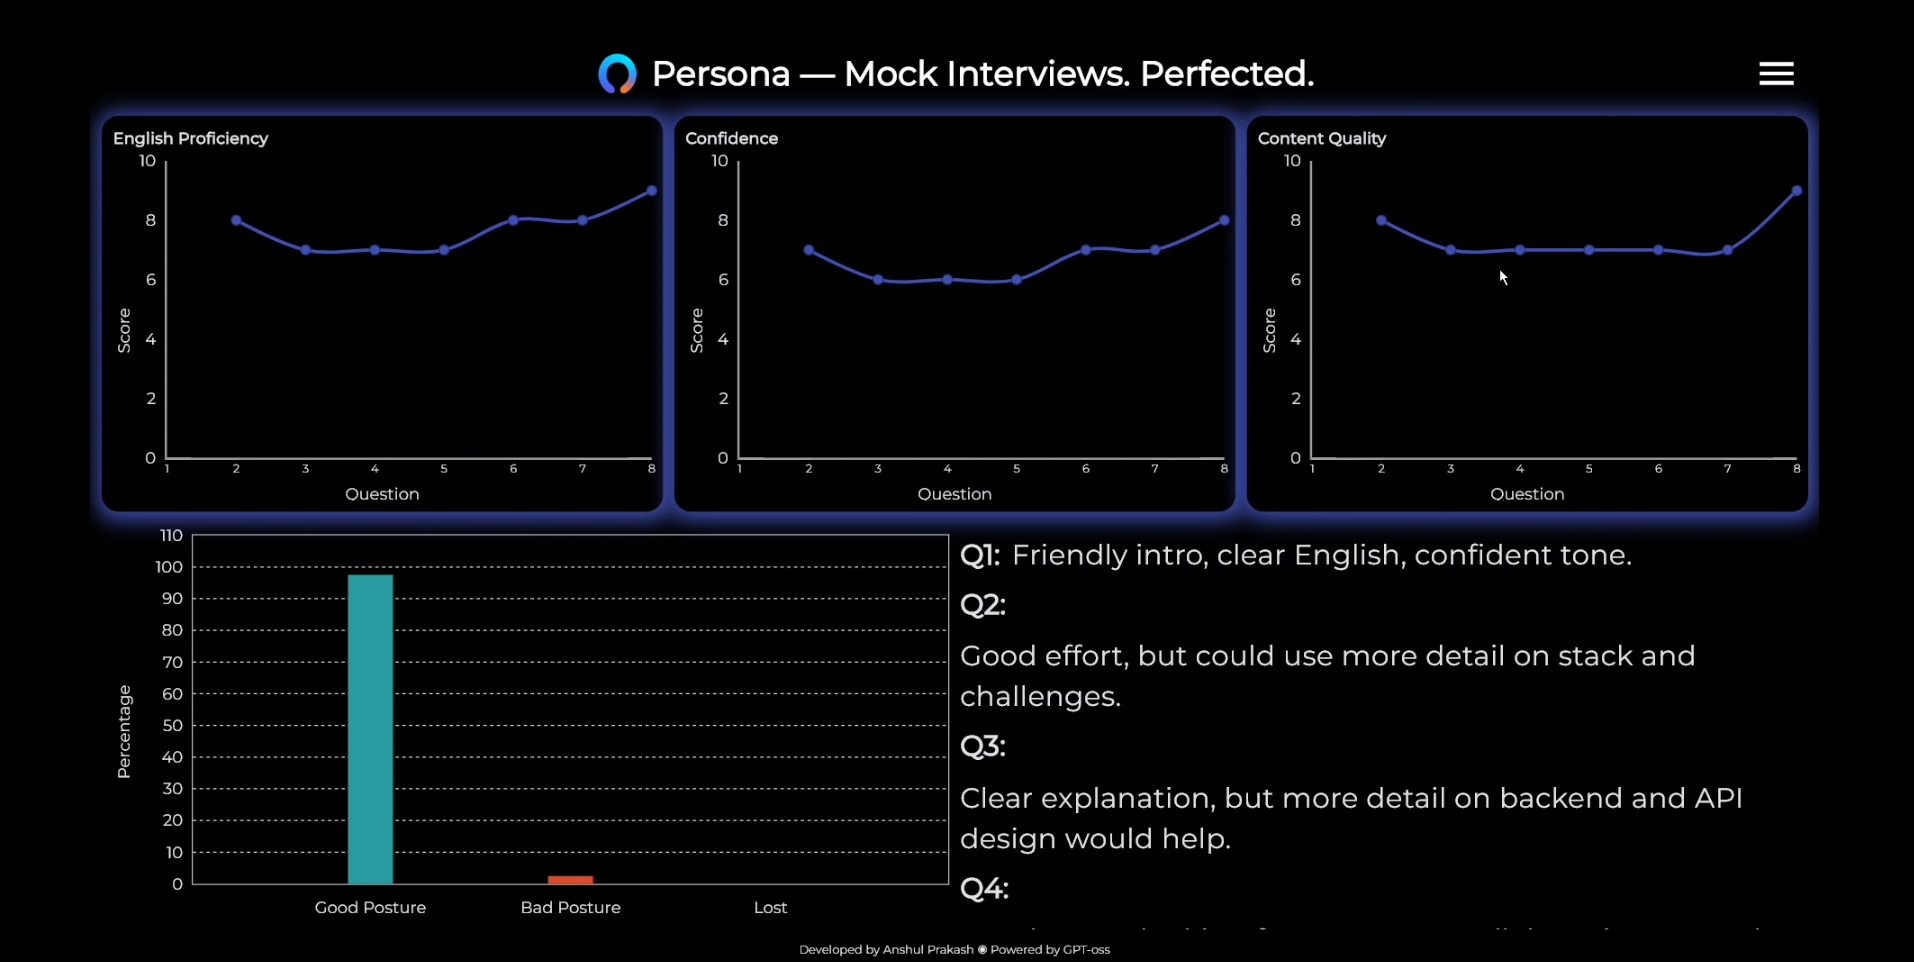 Persona — Mock Interviews. Perfected.
English Proficiency
10
8
6
4
2
0
Score
1 2 3 4 5 6 7 8
Question
Confidence
10
8
6
4
2
0
Score
1 2 3 4 5 6 7 8
Question
Content Quality
10
8
6
4
2
0
Score
1 2 3 4 5 6 7 8
Question
110
100
90
80
70
60
50
40
30
20
10
0
Percentage
Good Posture Bad Posture Lost
Q1: Friendly intro, clear English, confident tone.
Q2:
Good effort, but could use more detail on stack and
challenges.
Q3:
Clear explanation, but more detail on backend and API
design would help.
Q4:
Developed by Anshul Prakash ◉ Powered by GPT-oss